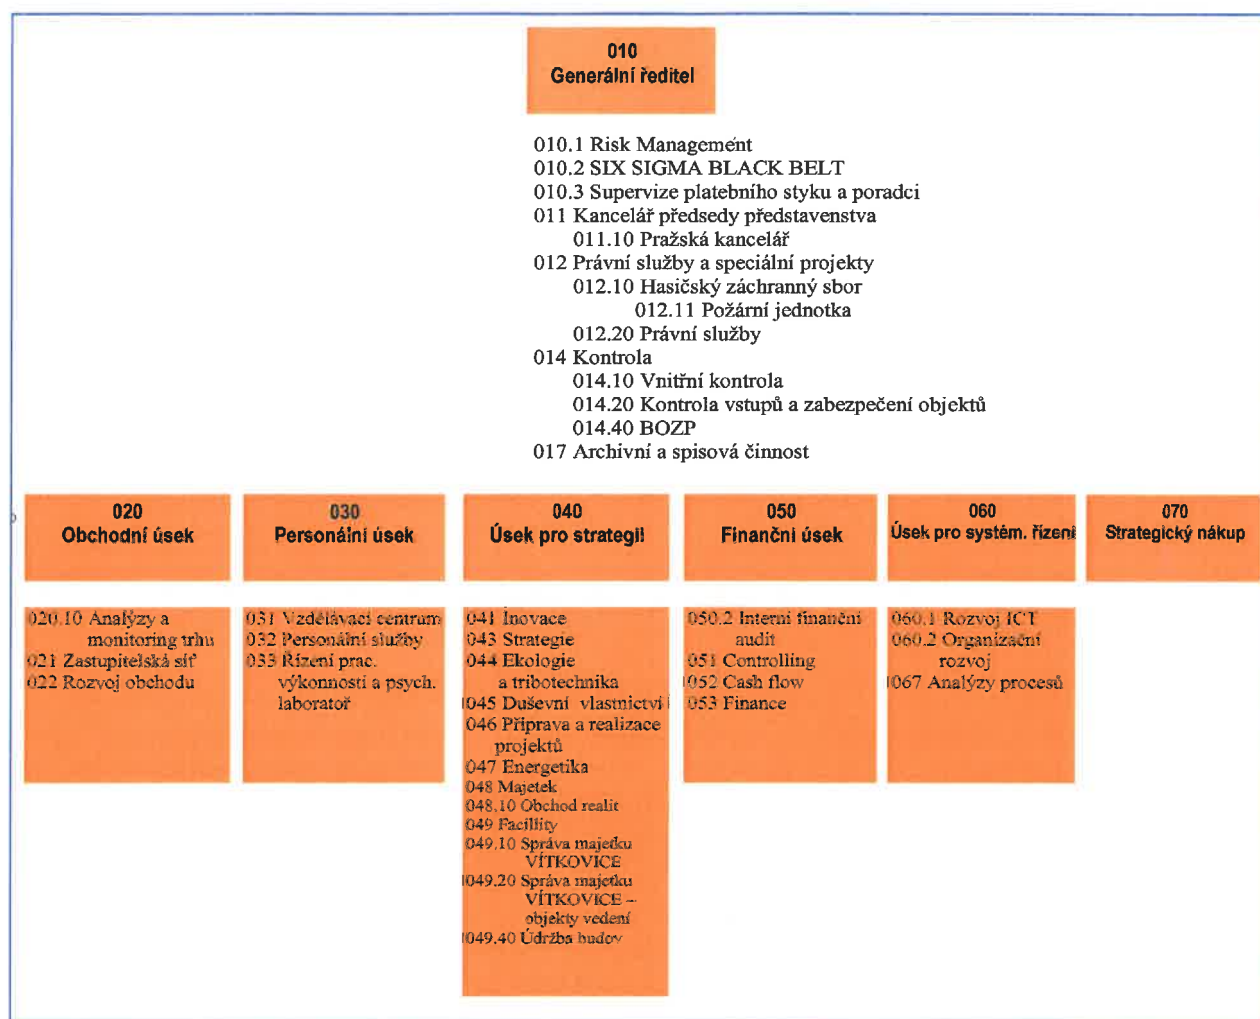 010
Generální ředitel
010.1 Risk Management
010.2 SIX SIGMA BLACK BELT
010.3 Supervize platebního styku a poradci
011 Kancelář předsedy představenstva
011.10 Pražská kancelář
012 Právní služby a speciální projekty
012.10 Hasičský záchranný sbor
012.11 Požární jednotka
012.20 Právní služby
014 Kontrola
014.10 Vnitřní kontrola
014.20 Kontrola vstupů a zabezpečení objektů
014.40 BOZP
017 Archivní a spisová činnost
020
Obchodní úsek
020.10 Analýzy a
monitoring trhu
021 Zastupitelská síť
022 Rozvoj obchodu
030
Personální úsek
031 Vzdělávací centrum
032 Personální služby
033 Řízení prac.
výkonnosti a psych.
laboratoř
040
Úsek pro strategii
041 Inovace
043 Strategie
044 Ekologie
a tribotechnika
045 Duševní vlastnictví
046 Příprava a realizace
projektů
047 Energetika
048 Majetek
048.10 Obchod realit
049 Facillity
049.10 Správa majetku
VÍTKOVICE
049.20 Správa majetku
VÍTKOVICE –
objekty vedení
049.40 Údržba budov
050
Finanční úsek
050.2 Interní finanční
audit
051 Controlling
052 Cash flow
053 Finance
060
Úsek pro systém. řízení
060.1 Rozvoj ICT
060.2 Organizační
rozvoj
067 Analýzy procesů
070
Strategický nákup